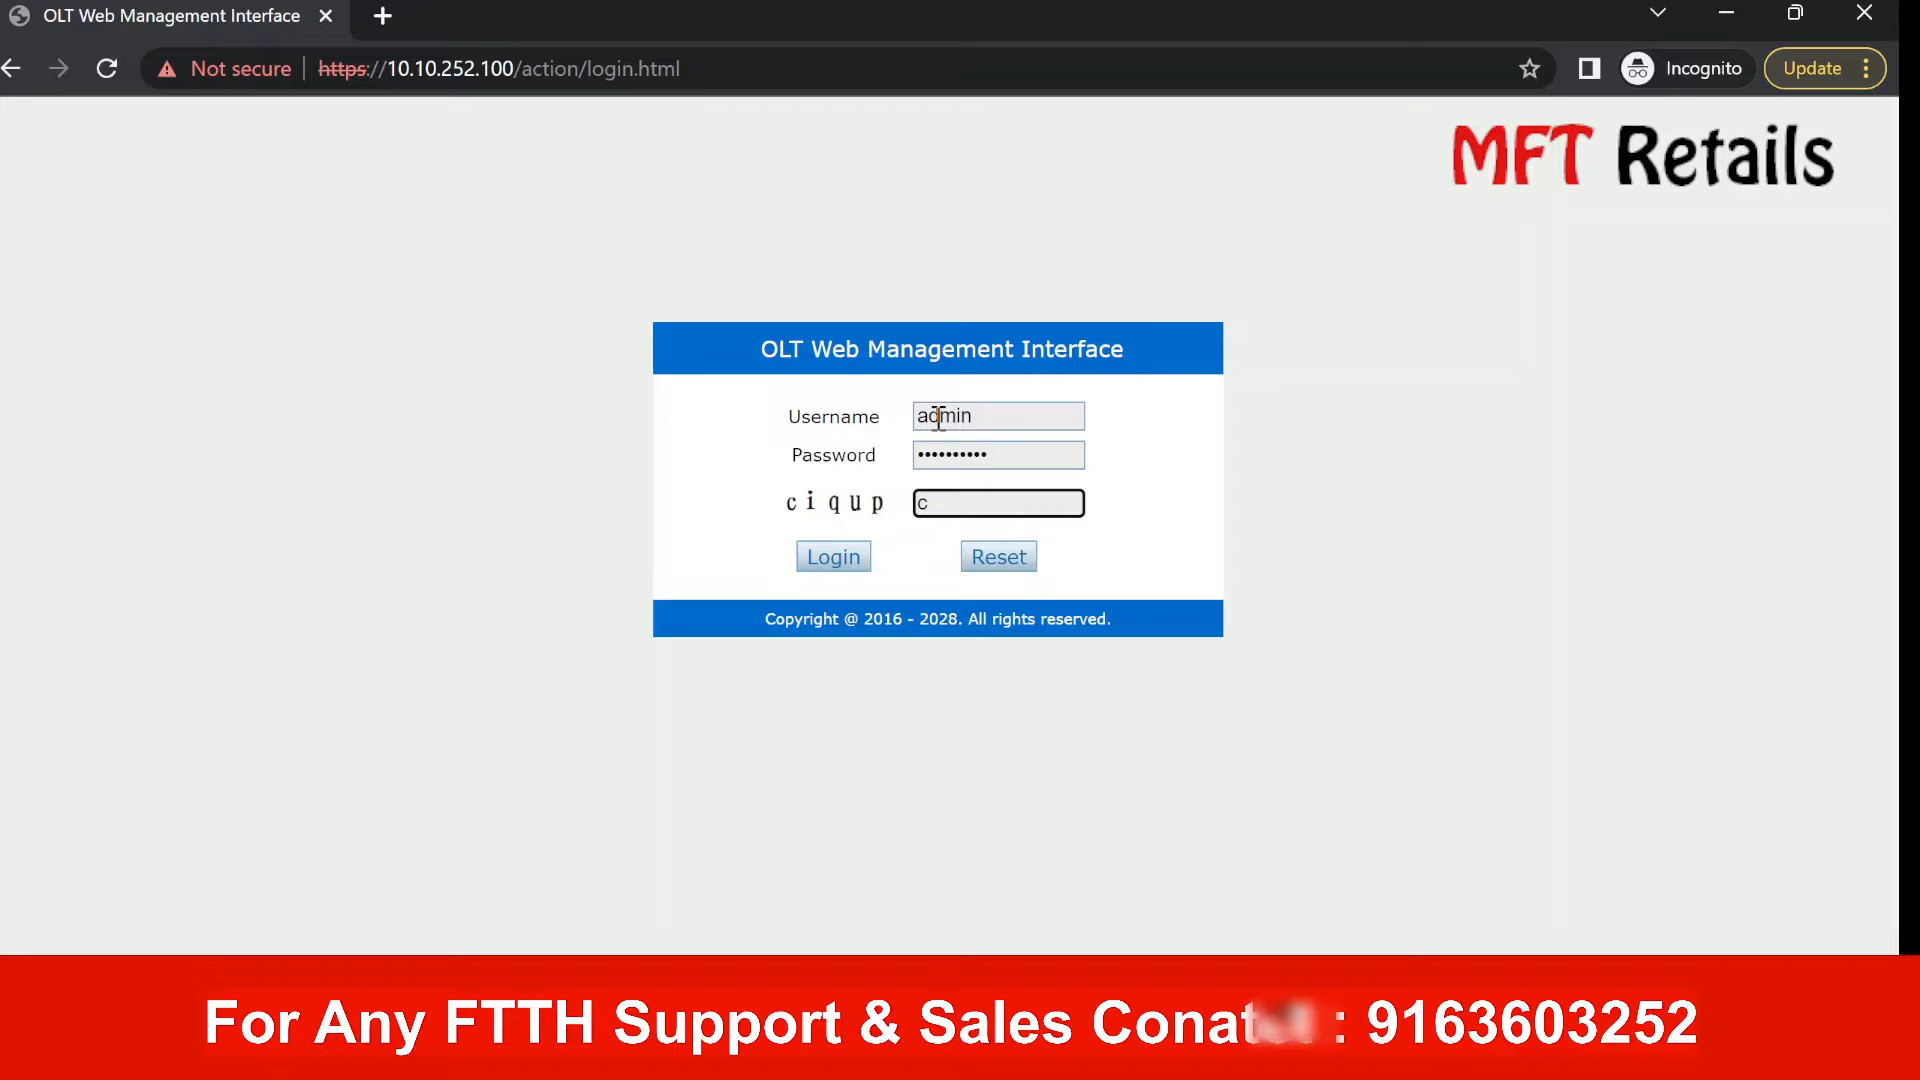 OLT Web Management Interface
Not secure https://10.10.252.100/action/login.html Incognito Update
MFT Retails
OLT Web Management Interface
Username admin
Password ••••••••••
c i q u p c
Login Reset
Copyright @ 2016 - 2028. All rights reserved.
For Any FTTH Support & Sales : 9163603252